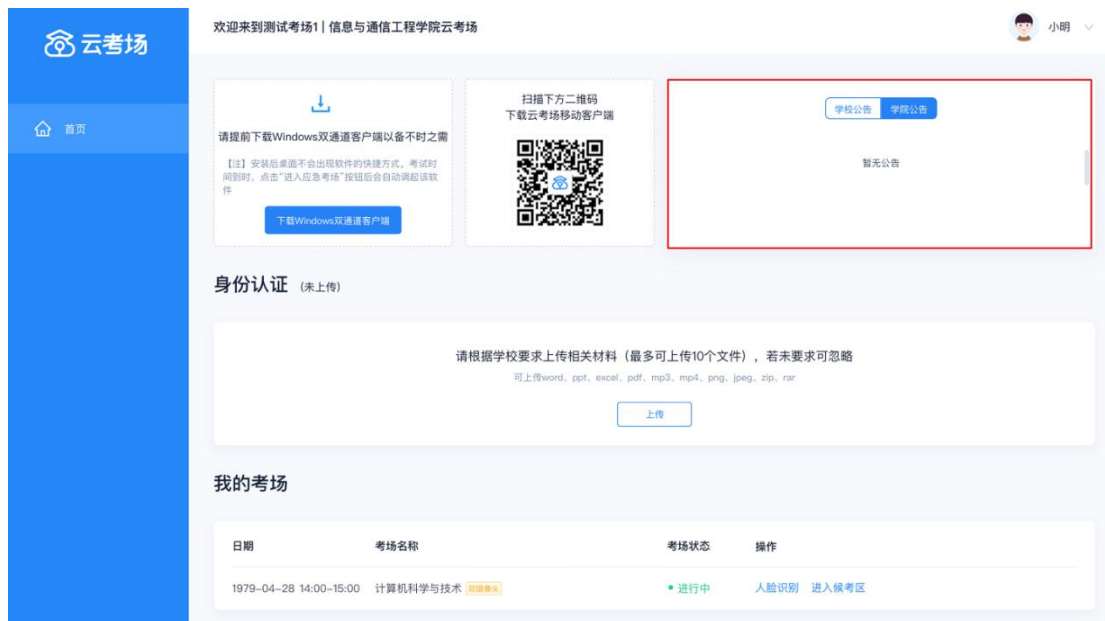 云考场
欢迎来到测试考场1 | 信息与通信工程学院云考场
小明
首页
请提前下载Windows双通道客户端以备不时之需
【注】安装后桌面不会出现软件的快捷方式。考试时
间到时，点击“进入应急考场”按钮后会自动调起该软
件
下载Windows双通道客户端
扫描下方二维码
下载云考场移动客户端
学校公告 学院公告
暂无公告
身份认证 (未上传)
请根据学校要求上传相关材料（最多可上传10个文件），若未要求可忽略
可上传word、ppt、excel、pdf、mp3、mp4、png、jpeg、zip、rar
上传
我的考场
日期 考场名称 考场状态 操作
1979-04-28 14:00-15:00 计算机科学与技术 双摄像头 进行中 人脸识别 进入候考区